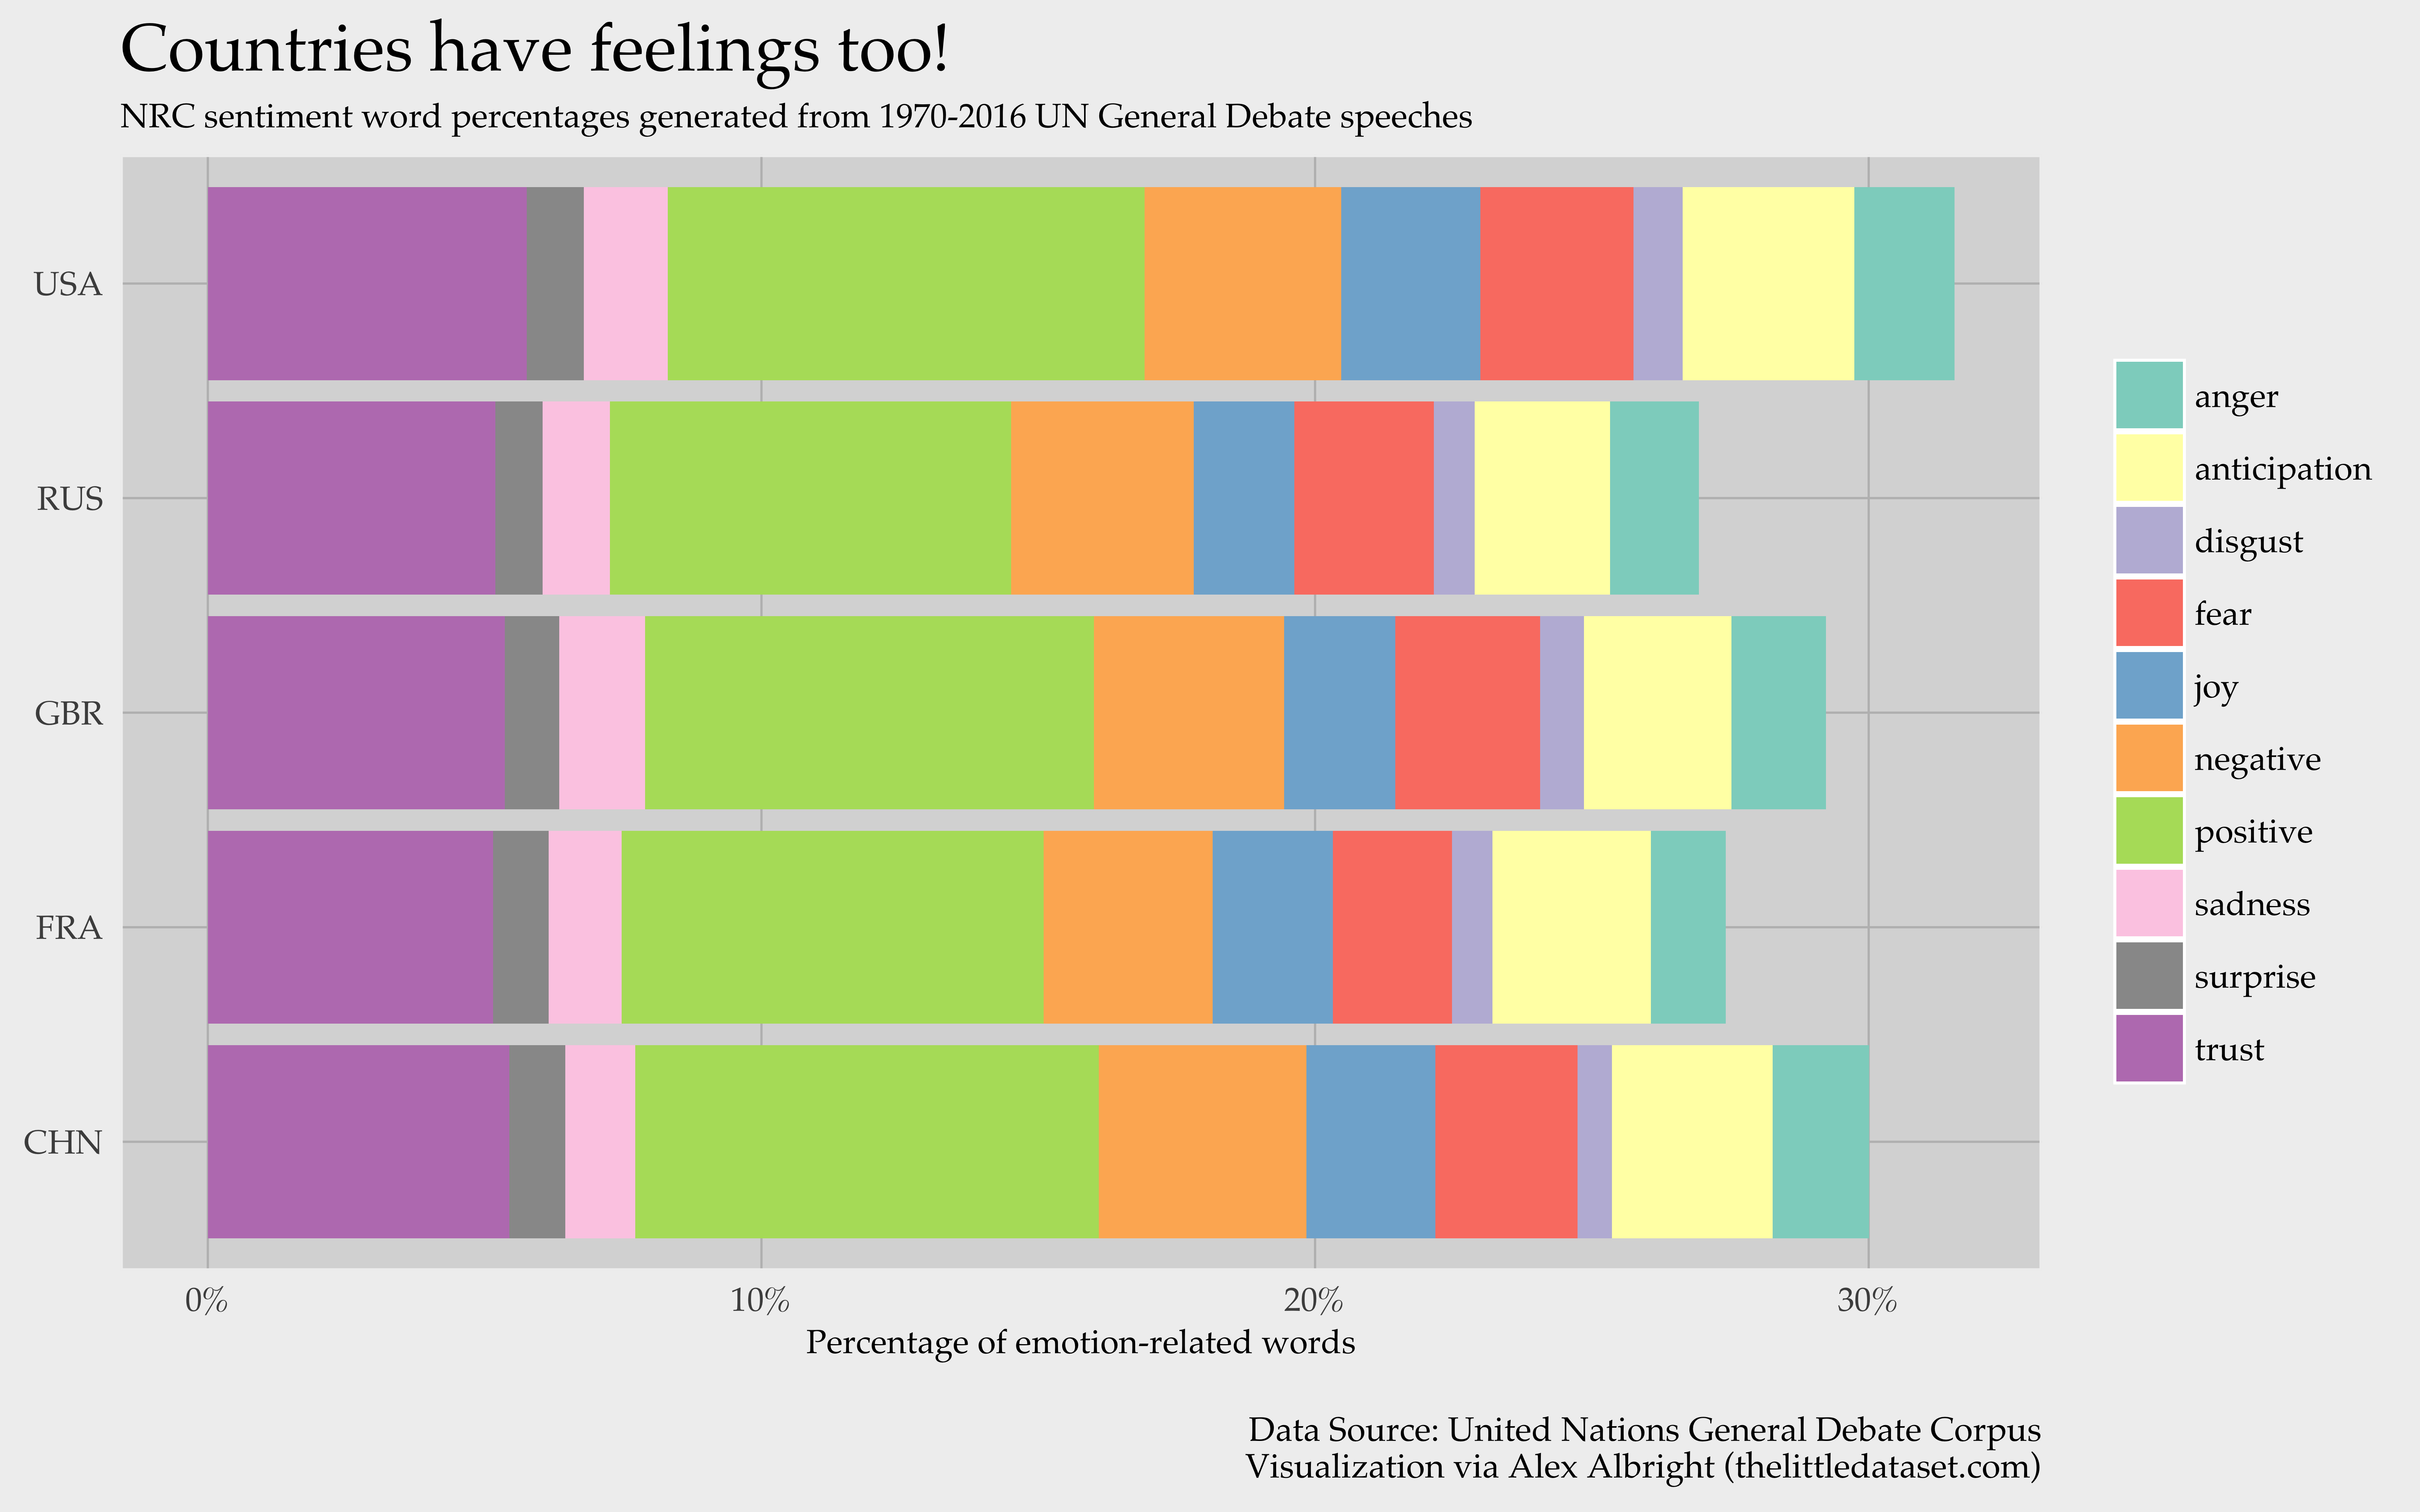 Countries have feelings too!
NRC sentiment word percentages generated from 1970-2016 UN General Debate speeches
USA
RUS
GBR
FRA
CHN
0% 10% 20% 30%
Percentage of emotion-related words
anger
anticipation
disgust
fear
joy
negative
positive
sadness
surprise
trust
Data Source: United Nations General Debate Corpus
Visualization via Alex Albright (thelittledataset.com)